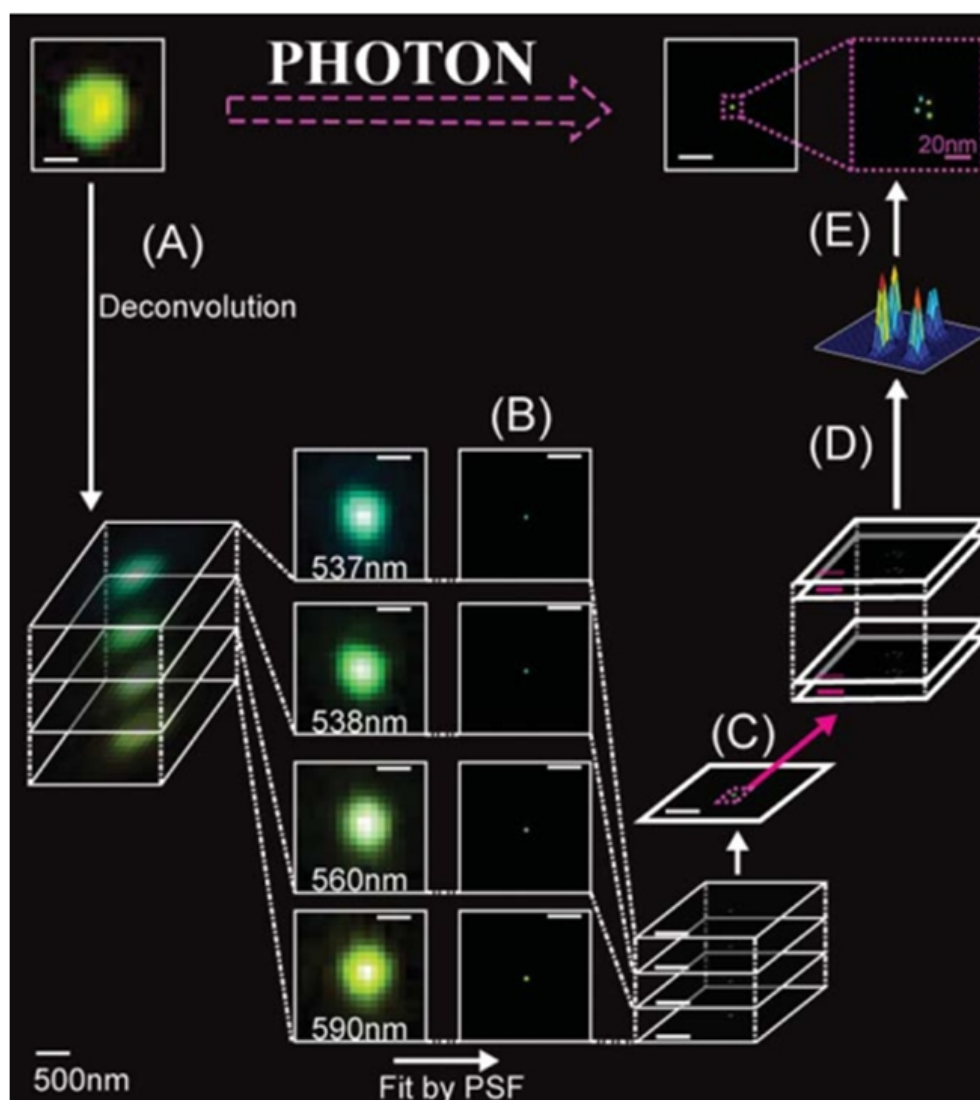 PHOTON
20nm
(A)
(E)
Deconvolution
(B)
(D)
537nm
538nm
(C)
560nm
590nm
500nm
Fit by PSF